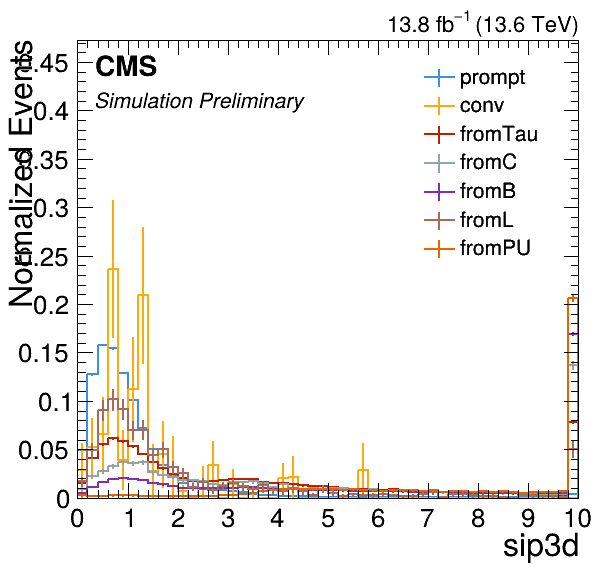 13.8 fb⁻¹ (13.6 TeV)
CMS
Simulation Preliminary
prompt
conv
fromTau
fromC
fromB
fromL
fromPU
Normalized Events
0.45
0.4
0.35
0.3
0.25
0.2
0.15
0.1
0.05
0
0 1 2 3 4 5 6 7 8 9 10
sip3d